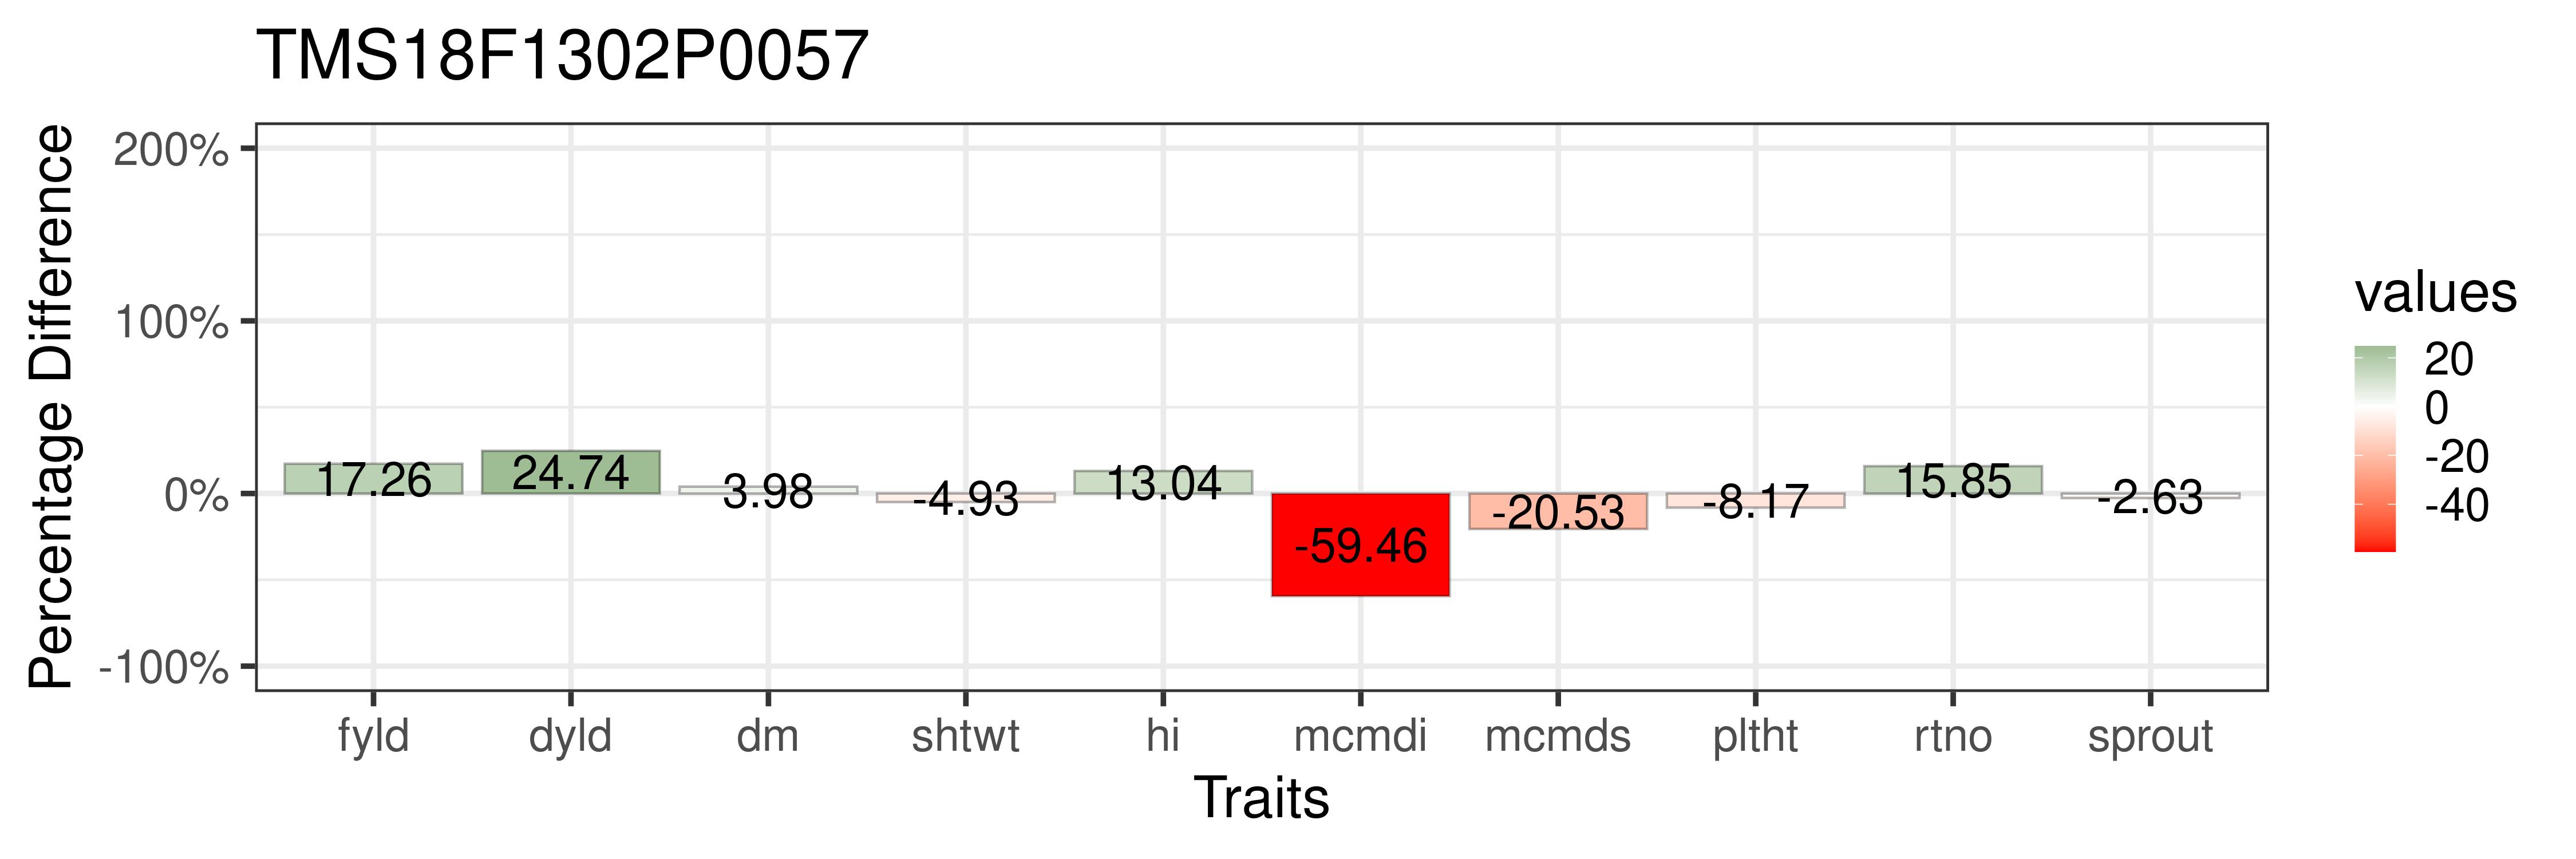 TMS18F1302P0057
Percentage Difference
200%
100%
0%
-100%
17.26 24.74 3.98 -4.93 13.04 -59.46 -20.53 -8.17 15.85 -2.63
fyld dyld dm shtwt hi mcmdi mcmds pltht rtno sprout
Traits
values
20
0
-20
-40